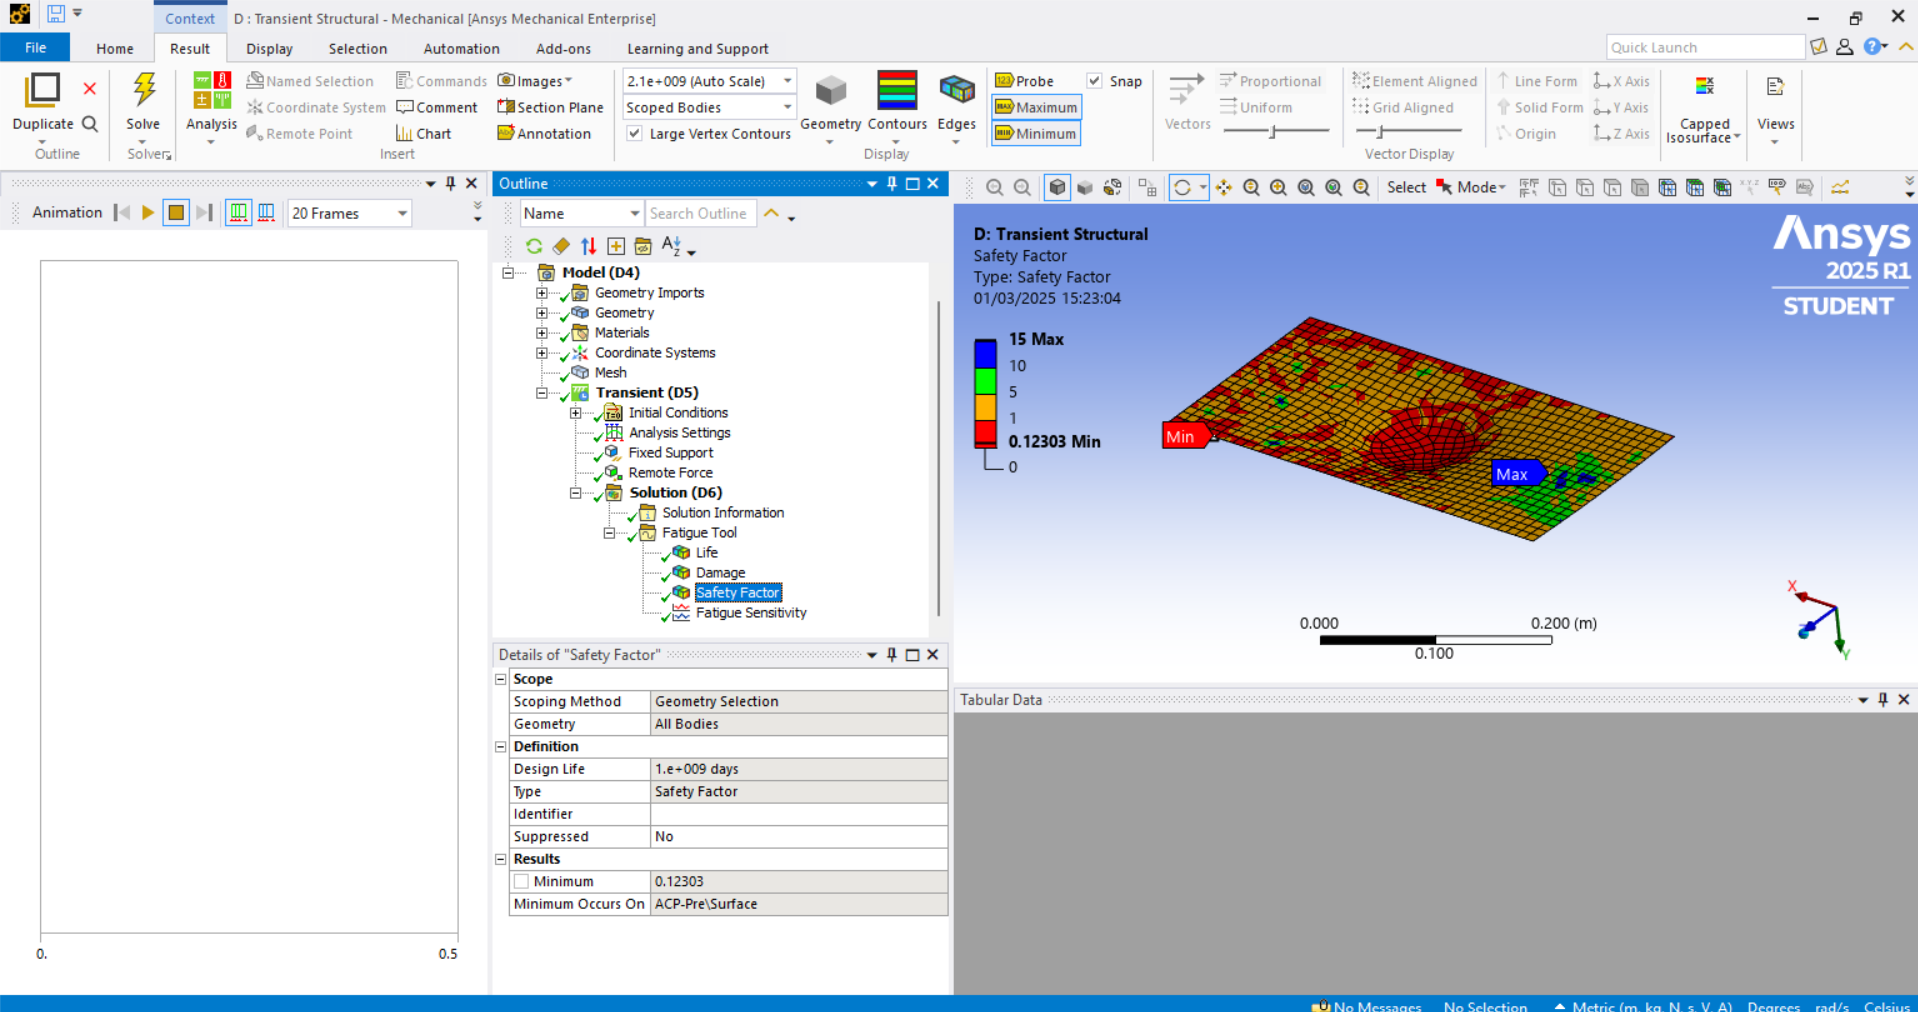 Context
D : Transient Structural - Mechanical [Ansys Mechanical Enterprise]
File
Home
Result
Display
Selection
Automation
Add-ons
Learning and Support
Quick Launch
Duplicate
Outline
Solve
Solver
Analysis
Named Selection
Coordinate System
Remote Point
Commands
Comment
Chart
Images
Section Plane
Annotation
Insert
2.1e+009 (Auto Scale)
Scoped Bodies
Large Vertex Contours
Geometry
Contours
Edges
Display
Probe
Maximum
Minimum
Snap
Vectors
Proportional
Uniform
Element Aligned
Grid Aligned
Line Form
Solid Form
Origin
X Axis
Y Axis
Z Axis
Vector Display
Capped
Isosurface
Views
Animation
20 Frames
0.
0.5
Outline
Name
Search Outline
Model (D4)
Geometry Imports
Geometry
Materials
Coordinate Systems
Mesh
Transient (D5)
Initial Conditions
Analysis Settings
Fixed Support
Remote Force
Solution (D6)
Solution Information
Fatigue Tool
Life
Damage
Safety Factor
Fatigue Sensitivity
Details of "Safety Factor"
Scope
Scoping Method Geometry Selection
Geometry All Bodies
Definition
Design Life 1.e+009 days
Type Safety Factor
Identifier
Suppressed No
Results
Minimum 0.12303
Minimum Occurs On ACP-Pre\Surface
Select
Mode
D: Transient Structural
Safety Factor
Type: Safety Factor
01/03/2025 15:23:04
15 Max
10
5
1
0.12303 Min
0
Ansys
2025 R1
STUDENT
Min
Max
0.000
0.200 (m)
0.100
X
Y
Tabular Data
No Messages
No Selection
Metric (m, kg, N, s, V, A)
Degrees
rad/s
Celsius